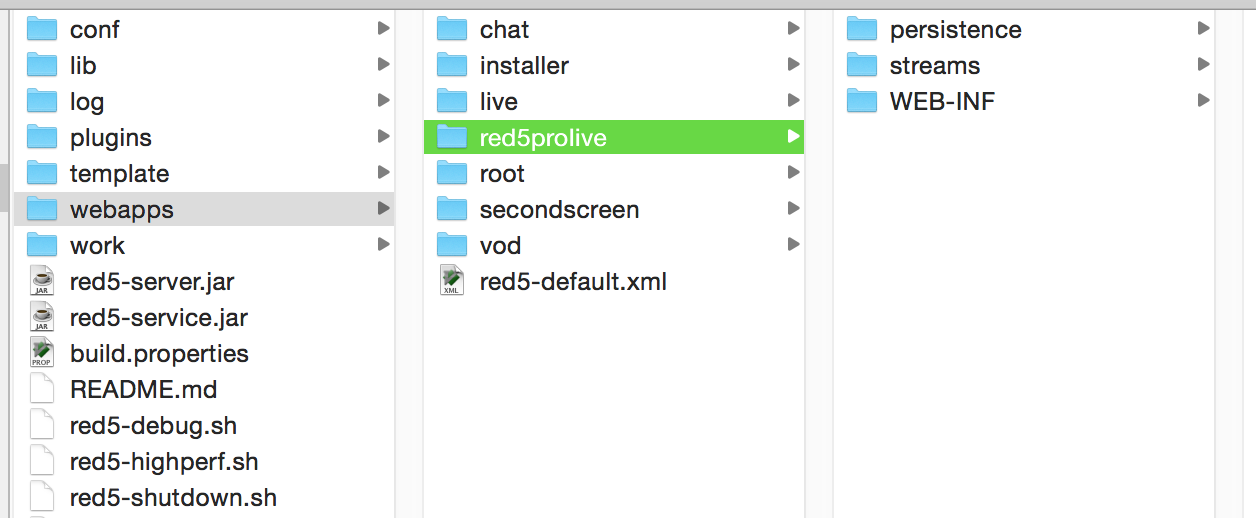 conf
lib
log
plugins
template
webapps
work
red5-server.jar
red5-service.jar
build.properties
README.md
red5-debug.sh
red5-highperf.sh
red5-shutdown.sh
JAR
JAR
PROP
chat
installer
live
red5prolive
root
secondscreen
vod
red5-default.xml
XML
persistence
streams
WEB-INF